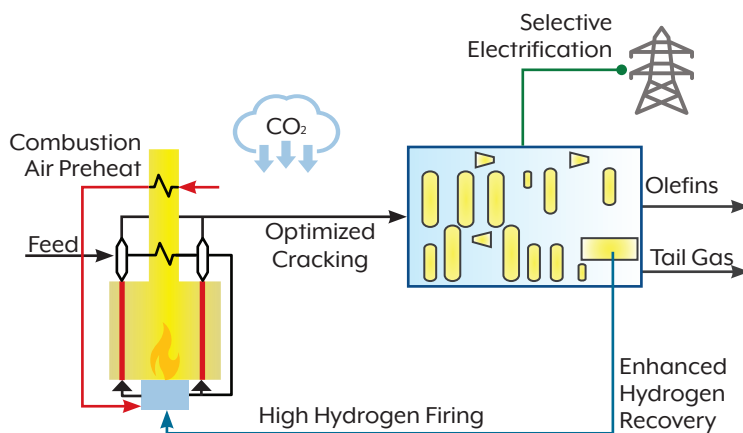 Selective
Electrification
CO₂
Combustion
Air Preheat
Olefins
Feed
Optimized
Cracking
Tail Gas
Enhanced
Hydrogen
Recovery
High Hydrogen Firing